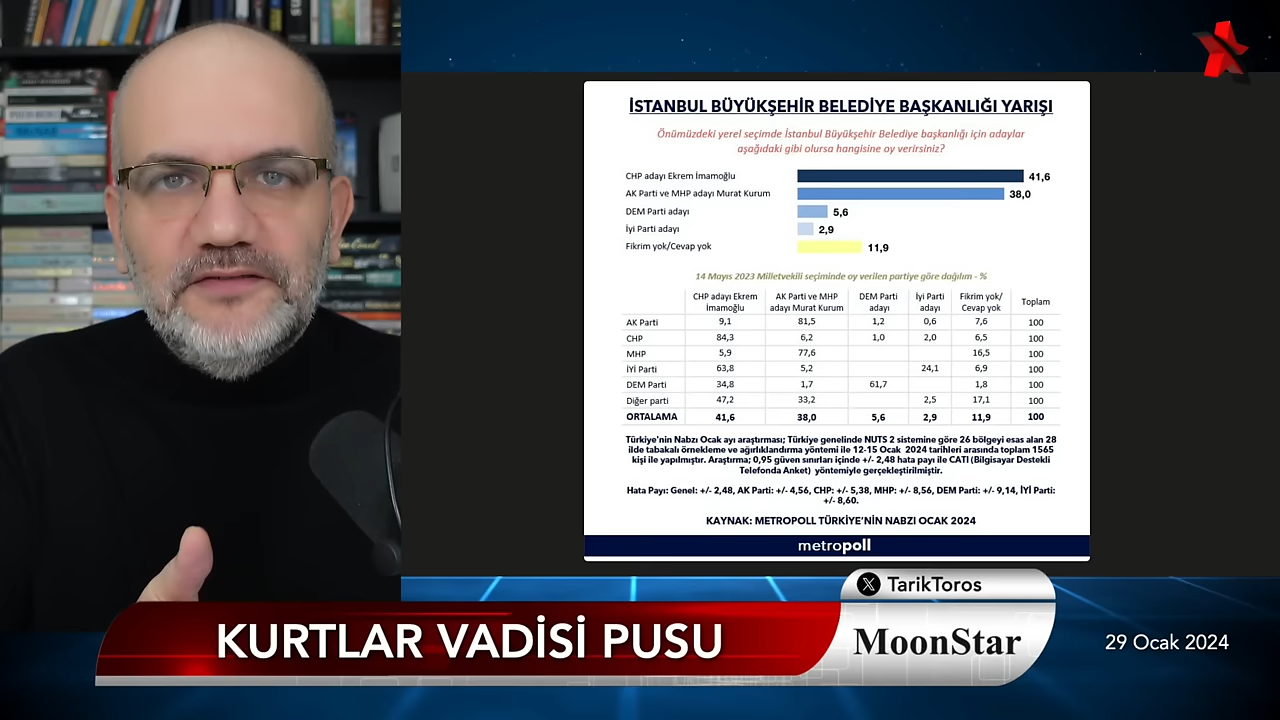 İSTANBUL BÜYÜKŞEHİR BELEDİYE BAŞKANLIĞI YARIŞI
Önümüzdeki yerel seçimde İstanbul Büyükşehir Belediye başkanlığı için adaylar
aşağıdaki gibi olursa hangisine oy verirsiniz?
CHP adayı Ekrem İmamoğlu 41,6
AK Parti ve MHP adayı Murat Kurum 38,0
DEM Parti adayı 5,6
İyi Parti adayı 2,9
Fikrim yok/Cevap yok 11,9
14 Mayıs 2023 Milletvekili seçiminde oy verilen partiye göre dağılım - %
CHP adayı Ekrem İmamoğlu AK Parti ve MHP adayı Murat Kurum DEM Parti adayı İyi Parti adayı Fikrim yok/ Cevap yok Toplam
AK Parti 9,1 81,5 1,2 0,6 7,6 100
CHP 84,3 6,2 1,0 2,0 6,5 100
MHP 5,9 77,6 16,5 100
İYİ Parti 63,8 5,2 24,1 6,9 100
DEM Parti 34,8 1,7 61,7 1,8 100
Diğer parti 47,2 33,2 2,5 17,1 100
ORTALAMA 41,6 38,0 5,6 2,9 11,9 100
Türkiye'nin Nabzı Ocak ayı araştırması; Türkiye genelinde NUTS 2 sistemine göre 26 bölgeyi esas alan 28
ilde tabakalı örnekleme ve ağırlıklandırma yöntemi ile 12-15 Ocak 2024 tarihleri arasında toplam 1565
kişi ile yapılmıştır. Araştırma; 0,95 güven sınırları içinde +/- 2,48 hata payı ile CATI (Bilgisayar Destekli
Telefonda Anket) yöntemiyle gerçekleştirilmiştir.
Hata Payı: Genel: +/- 2,48, AK Parti: +/- 4,56, CHP: +/- 5,38, MHP: +/- 8,56, DEM Parti: +/- 9,14, İYİ Parti:
+/- 8,60.
KAYNAK: METROPOLL TÜRKİYE'NİN NABZI OCAK 2024
metropoll
TarikToros
KURTLAR VADİSİ PUSU
MoonStar
29 Ocak 2024